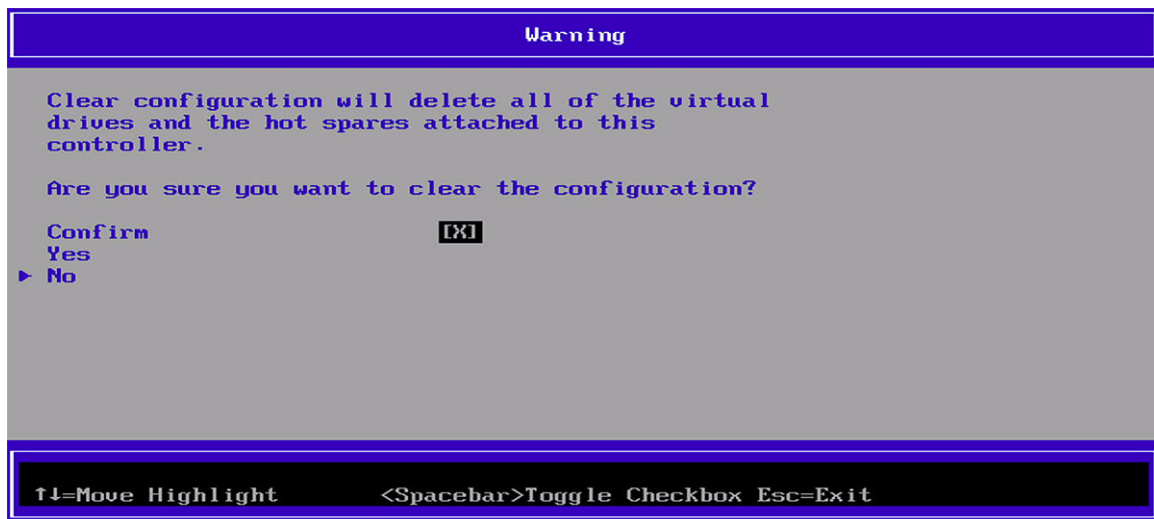 Warning
Clear configuration will delete all of the virtual
drives and the hot spares attached to this
controller.
Are you sure you want to clear the configuration?
Confirm [X]
Yes
► No
↑↓=Move Highlight <Spacebar>Toggle Checkbox Esc=Exit